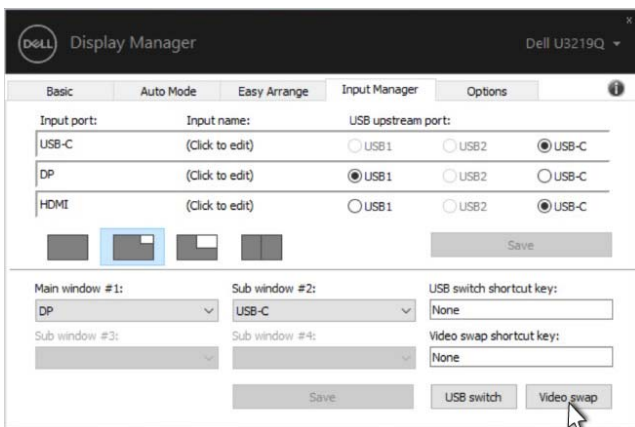 DELL Display Manager Dell U3219Q
Basic Auto Mode Easy Arrange Input Manager Options
Input port: Input name: USB upstream port:
USB-C (Click to edit) USB1 USB2 USB-C
DP (Click to edit) USB1 USB2 USB-C
HDMI (Click to edit) USB1 USB2 USB-C
Save
Main window #1: Sub window #2: USB switch shortcut key:
DP USB-C None
Sub window #3: Sub window #4: Video swap shortcut key:
None
Save USB switch Video swap